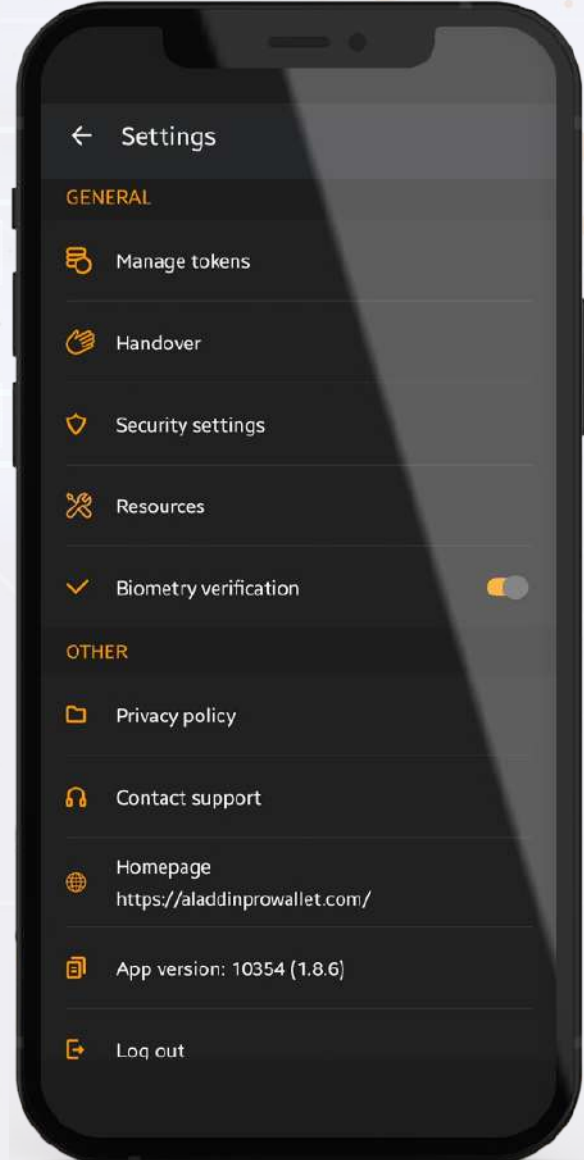 Settings
GENERAL
Manage tokens
Handover
Security settings
Resources
Biometry verification
OTHER
Privacy policy
Contact support
Homepage
https://aladdinprowallet.com/
App version: 10354 (1.8.6)
Log out